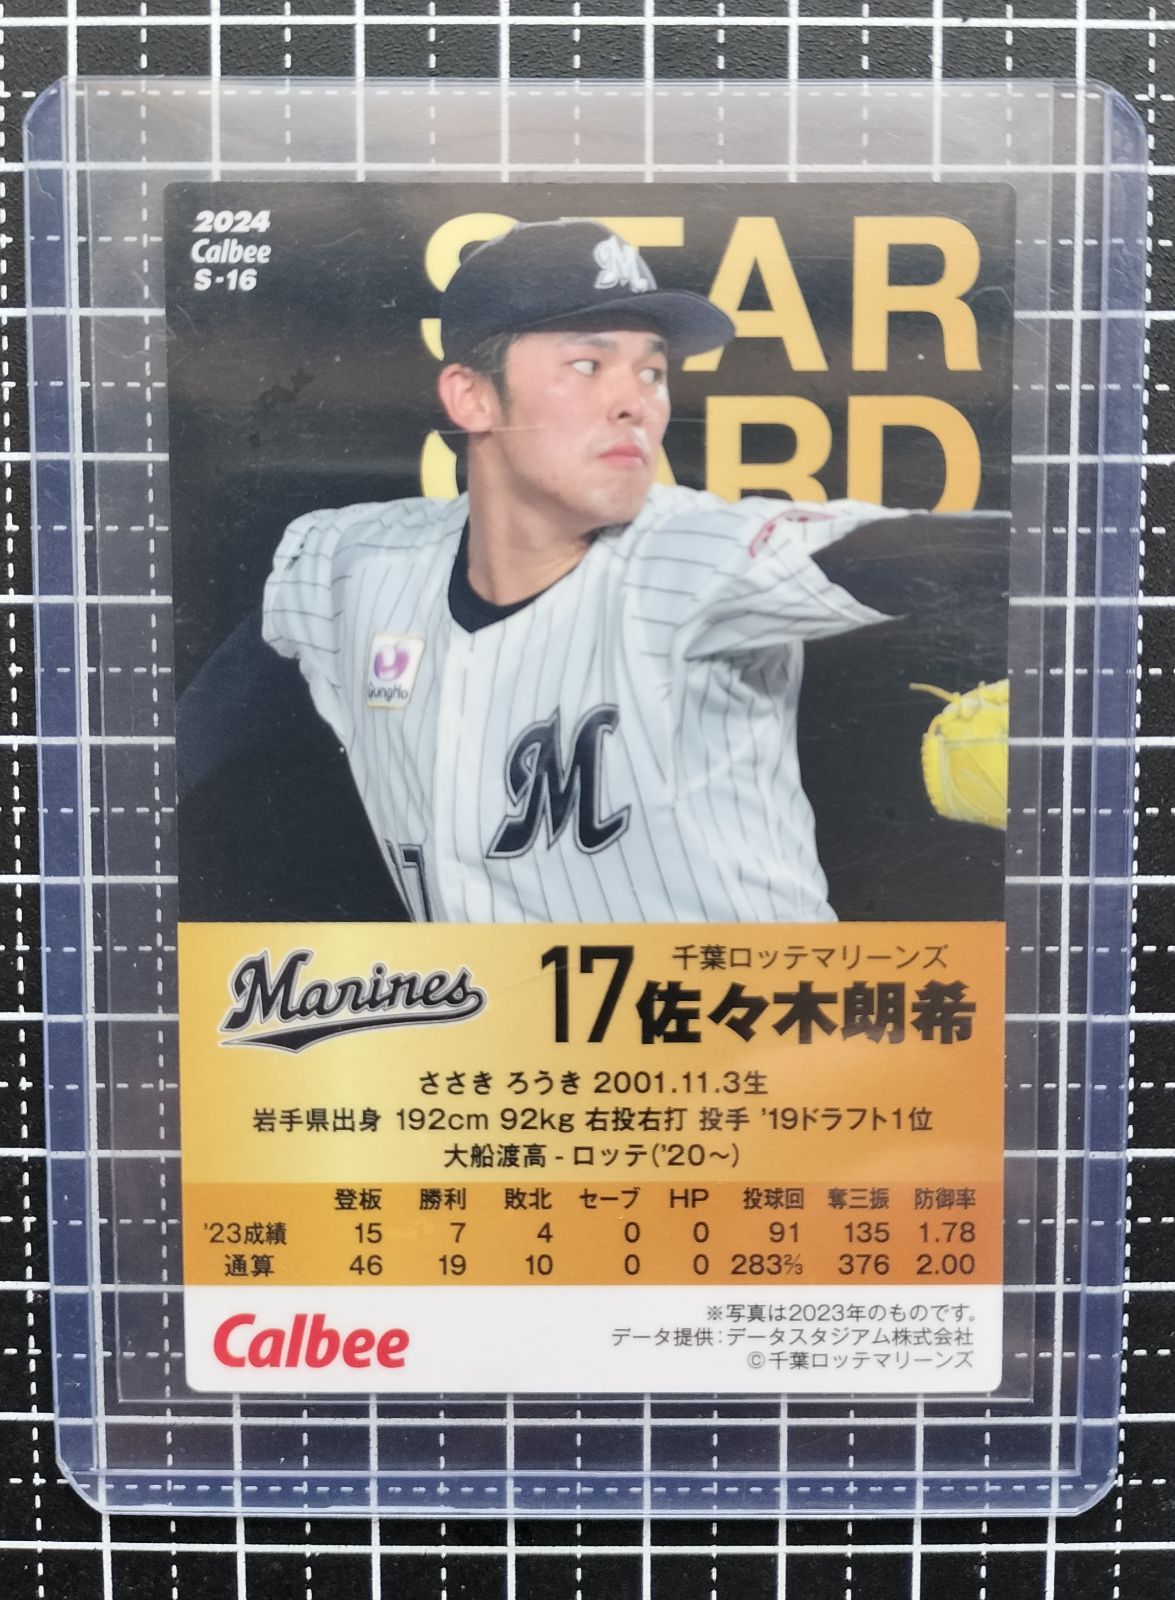 2024
Calbee
S-16
STAR
CARD
M
GungHo
M
17
Marines
17 千葉ロッテマリーンズ
佐々木朗希
ささき ろうき 2001.11.3生
岩手県出身 192cm 92kg 右投右打 投手 '19ドラフト1位
大船渡高-ロッテ('20〜)
登板 勝利 敗北 セーブ HP 投球回 奪三振 防御率
'23成績 15 7 4 0 0 91 135 1.78
通算 46 19 10 0 0 283⅔ 376 2.00
Calbee
※写真は2023年のものです。
データ提供:データスタジアム株式会社
©千葉ロッテマリーンズ